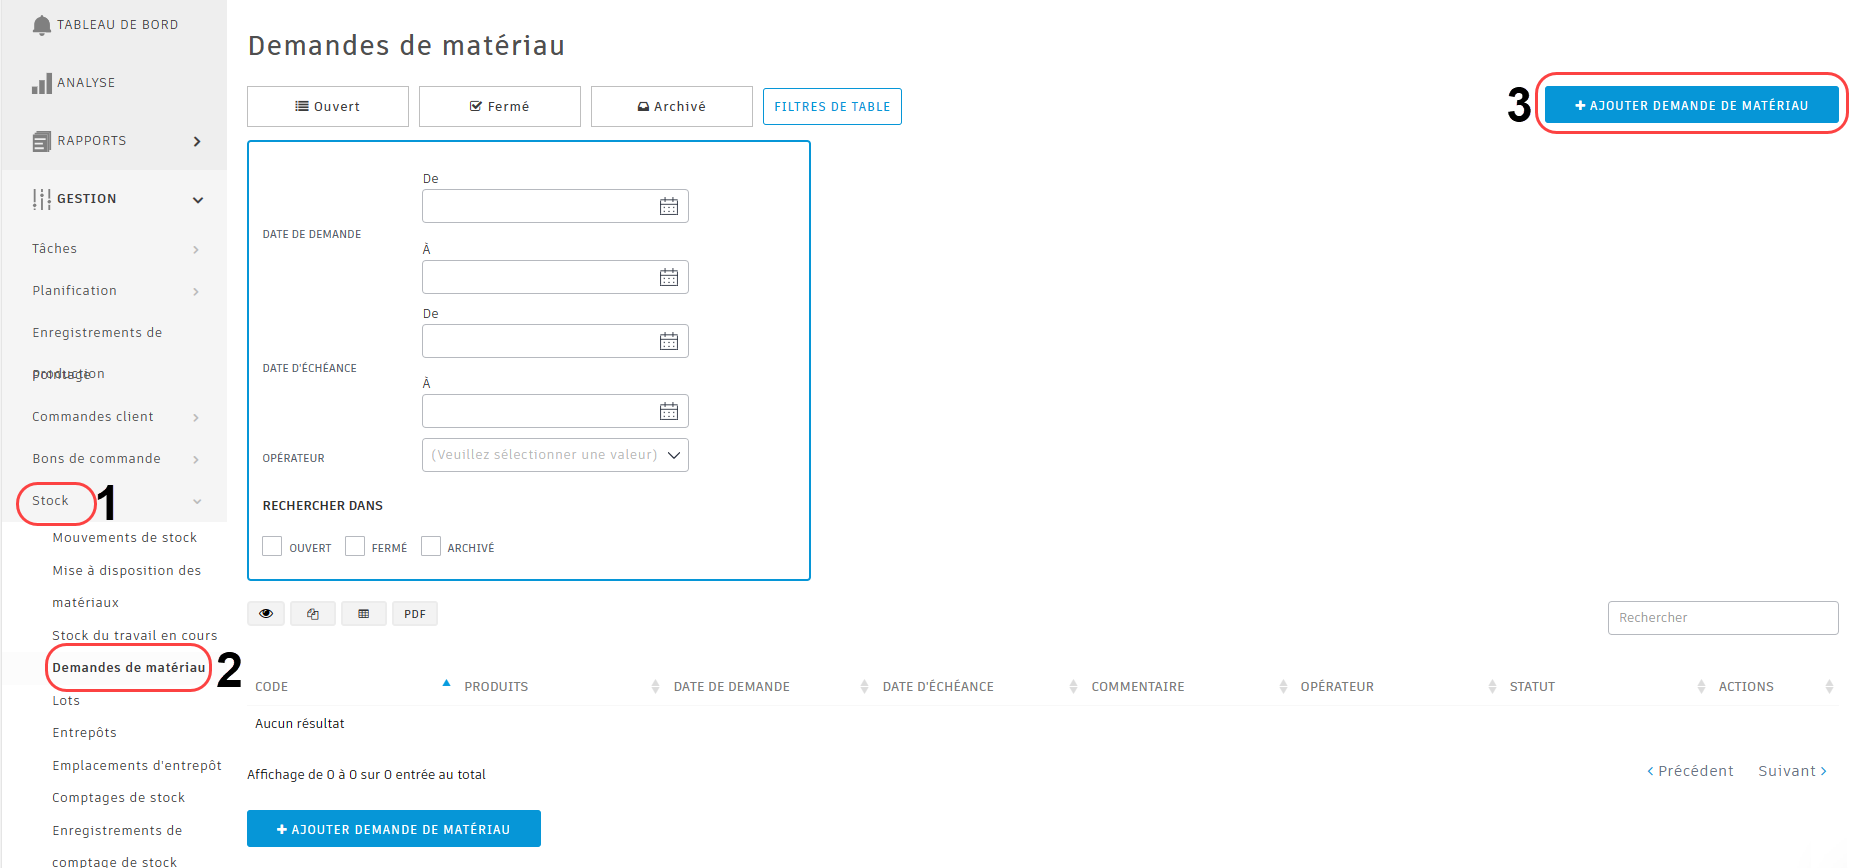 TABLEAU DE BORD
ANALYSE
RAPPORTS
GESTION
Tâches
Planification
Enregistrements de
production
Pointage
Commandes client
Bons de commande
Stock
1
Mouvements de stock
Mise à disposition des
matériaux
Stock du travail en cours
Demandes de matériau
2
Lots
Entrepôts
Emplacements d'entrepôt
Comptages de stock
Enregistrements de
comptage de stock
Demandes de matériau
Ouvert
Fermé
Archivé
FILTRES DE TABLE
3
AJOUTER DEMANDE DE MATÉRIAU
DATE DE DEMANDE
De
À
DATE D'ÉCHÉANCE
De
À
OPÉRATEUR
(Veuillez sélectionner une valeur)
RECHERCHER DANS
OUVERT
FERMÉ
ARCHIVÉ
PDF
Rechercher
CODE
PRODUITS
DATE DE DEMANDE
DATE D'ÉCHÉANCE
COMMENTAIRE
OPÉRATEUR
STATUT
ACTIONS
Aucun résultat
Affichage de 0 à 0 sur 0 entrée au total
Précédent
Suivant
AJOUTER DEMANDE DE MATÉRIAU